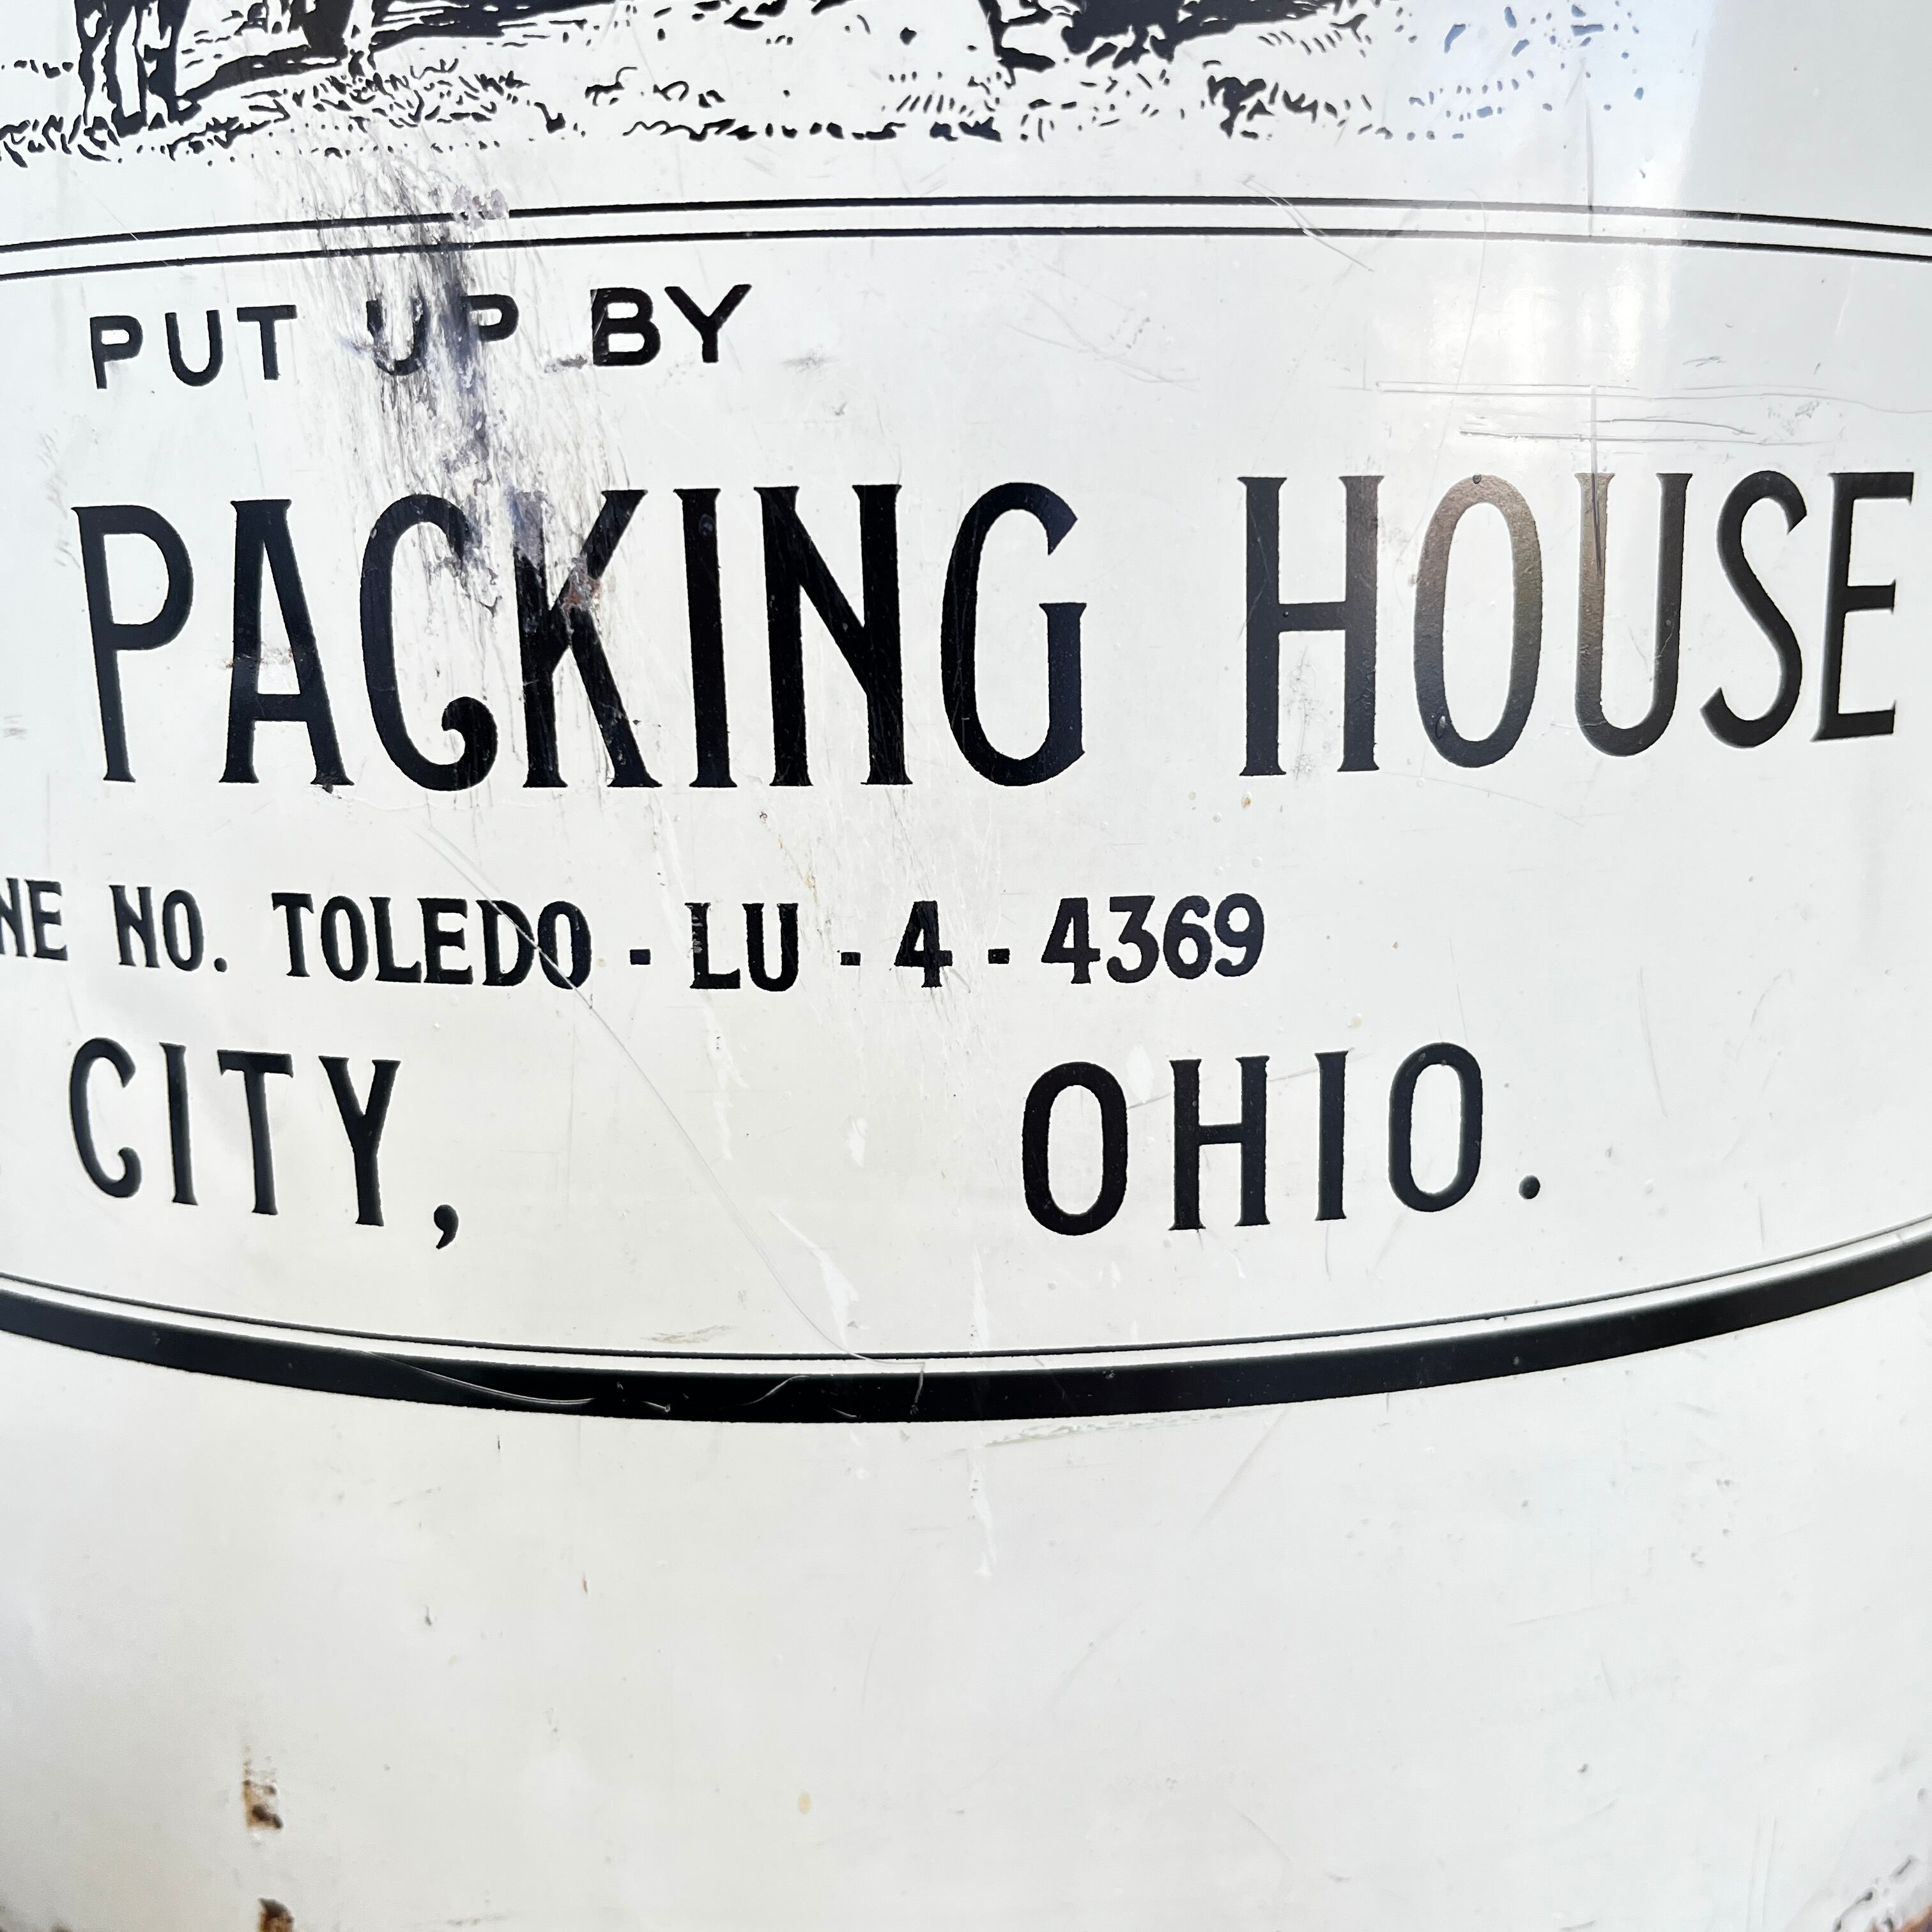 PUT UP BY
PACKING HOUSE
NE NO. TOLEDO - LU - 4 - 4369
CITY, OHIO.